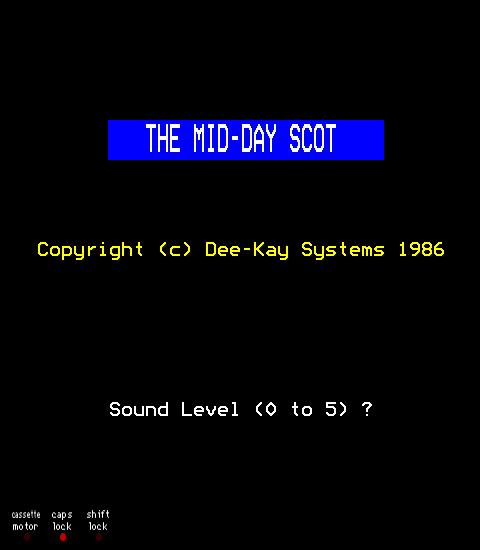 THE MID-DAY SCOT
Copyright (c) Dee-Kay Systems 1986
Sound Level (0 to 5) ?
cassette caps shift
motor lock lock